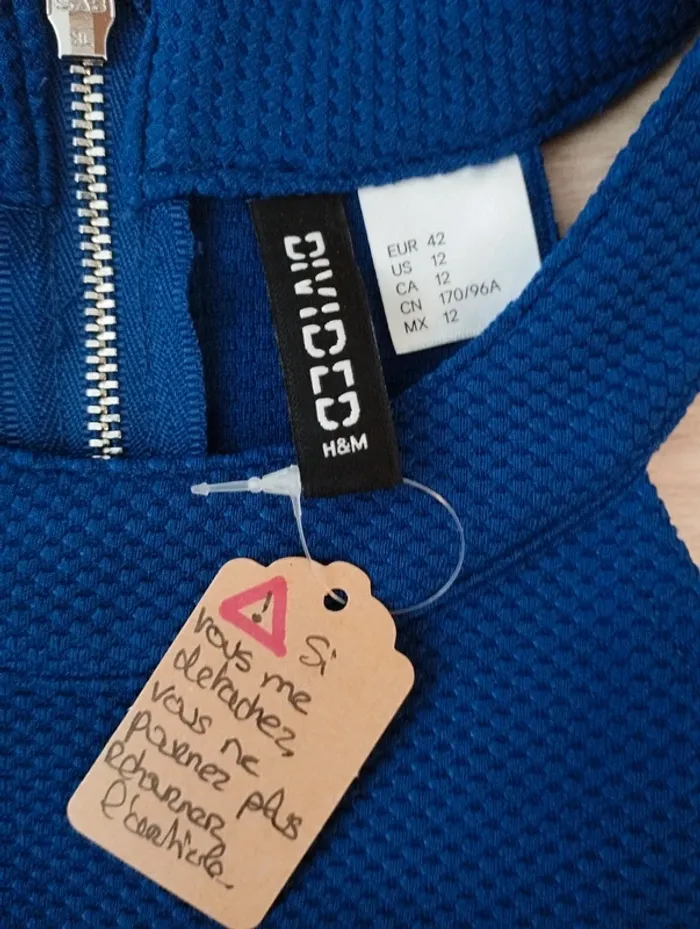 DIVIDED
H&M
EUR 42
US 12
CA 12
CN 170/96A
MX 12
! Si
vous me
detachez,
vous ne
pourrez plus
retourner
l'article.